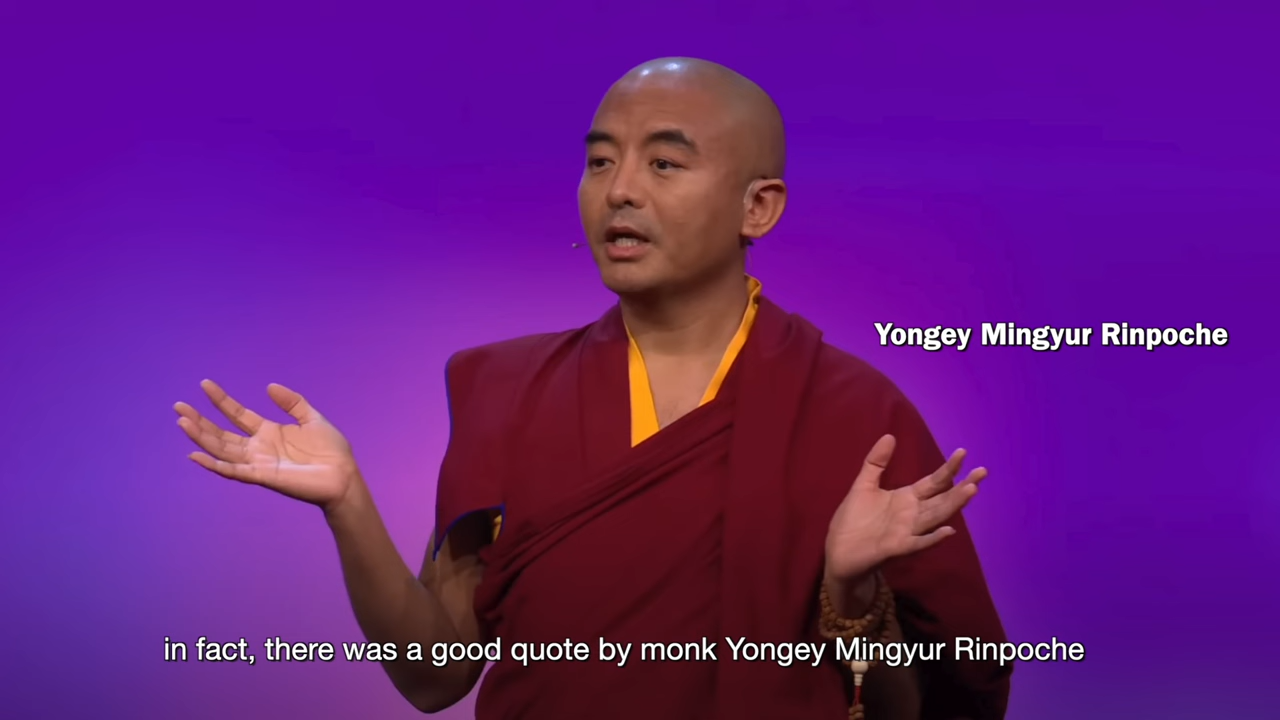 Yongey Mingyur Rinpoche
in fact, there was a good quote by monk Yongey Mingyur Rinpoche